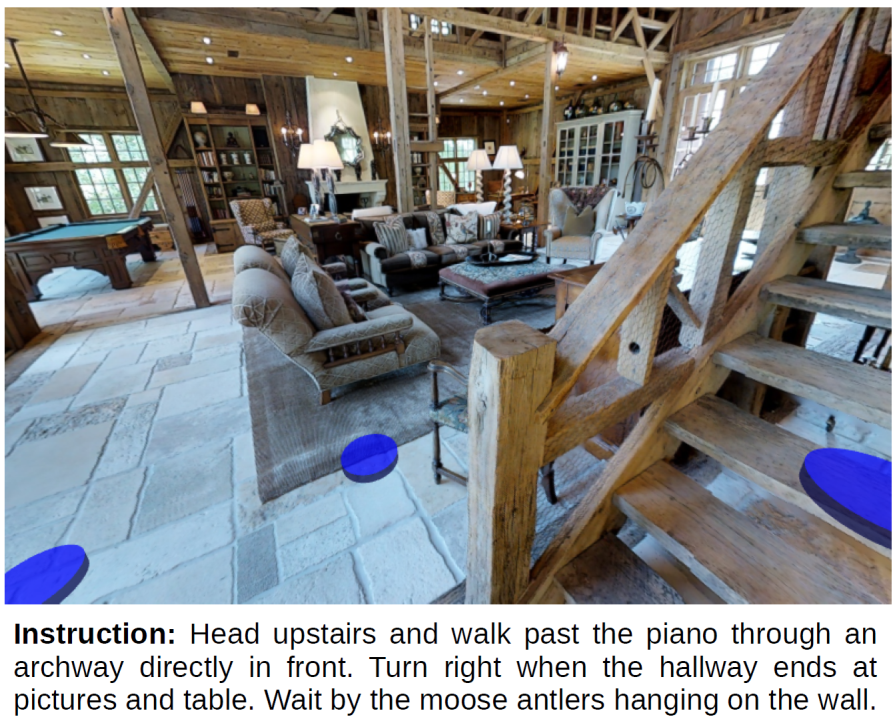 Instruction: Head upstairs and walk past the piano through an
archway directly in front. Turn right when the hallway ends at
pictures and table. Wait by the moose antlers hanging on the wall.